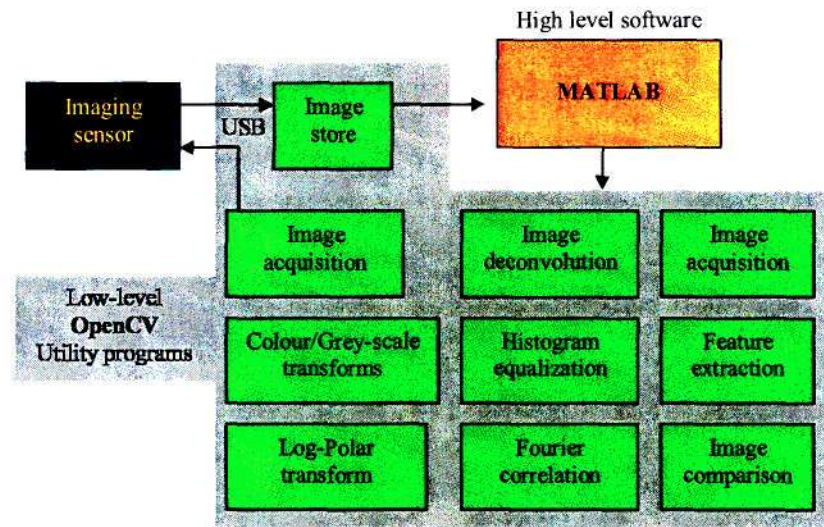 High level software
Imaging
sensor
USB
Image
store
MATLAB
Image
acquisition
Image
deconvolution
Image
acquisition
Low-level
OpenCV
Utility programs
Colour/Grey-scale
transforms
Histogram
equalization
Feature
extraction
Log-Polar
transform
Fourier
correlation
Image
comparison